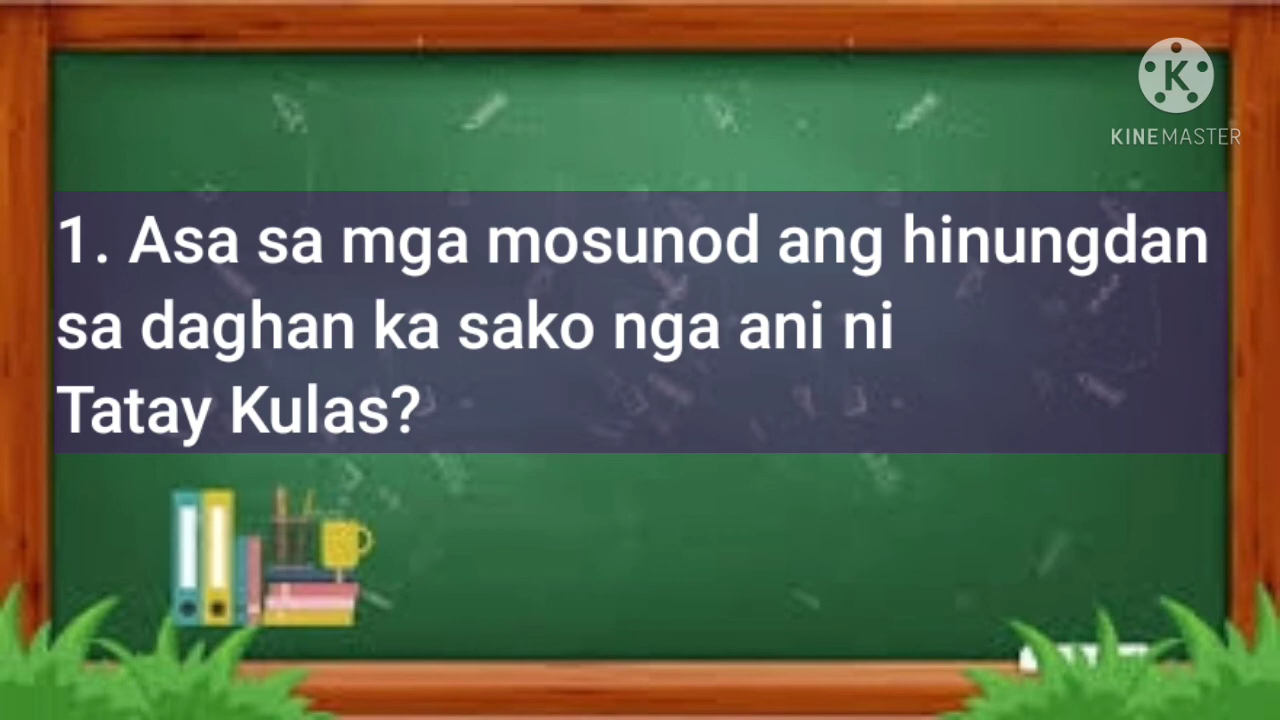 KINEMASTER
1. Asa sa mga mosunod ang hinungdan
sa daghan ka sako nga ani ni
Tatay Kulas?